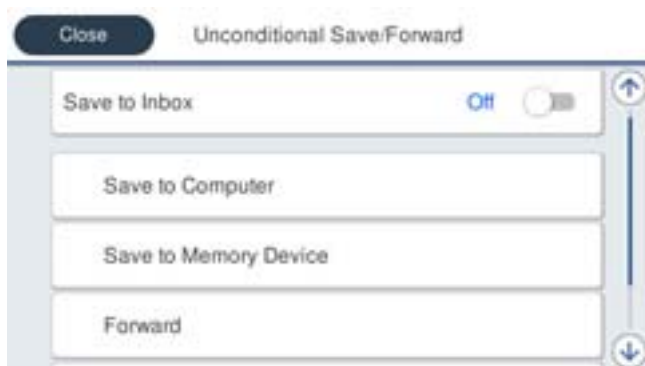 Close Unconditional Save/Forward
Save to Inbox Off
Save to Computer
Save to Memory Device
Forward